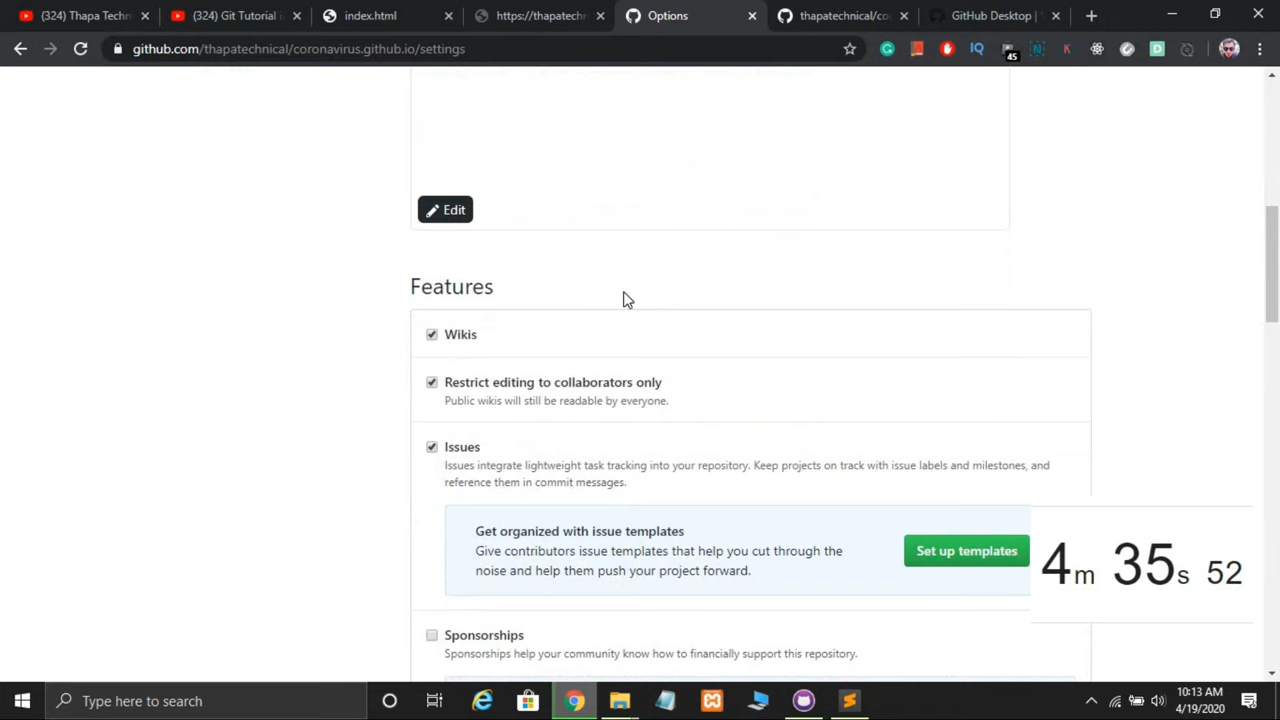 (324) Thapa Techn
(324) Git Tutorial in
index.html
https://thapatechn
Options
thapatechnical/co
GitHub Desktop |
github.com/thapatechnical/coronavirus.github.io/settings
IQ
45
N
K
D
Edit
Features
Wikis
Restrict editing to collaborators only
Public wikis will still be readable by everyone.
Issues
Issues integrate lightweight task tracking into your repository. Keep projects on track with issue labels and milestones, and
reference them in commit messages.
Get organized with issue templates
Give contributors issue templates that help you cut through the
noise and help them push your project forward.
Set up templates
4m 35s 52
Sponsorships
Sponsorships help your community know how to financially support this repository.
Type here to search
10:13 AM
4/19/2020